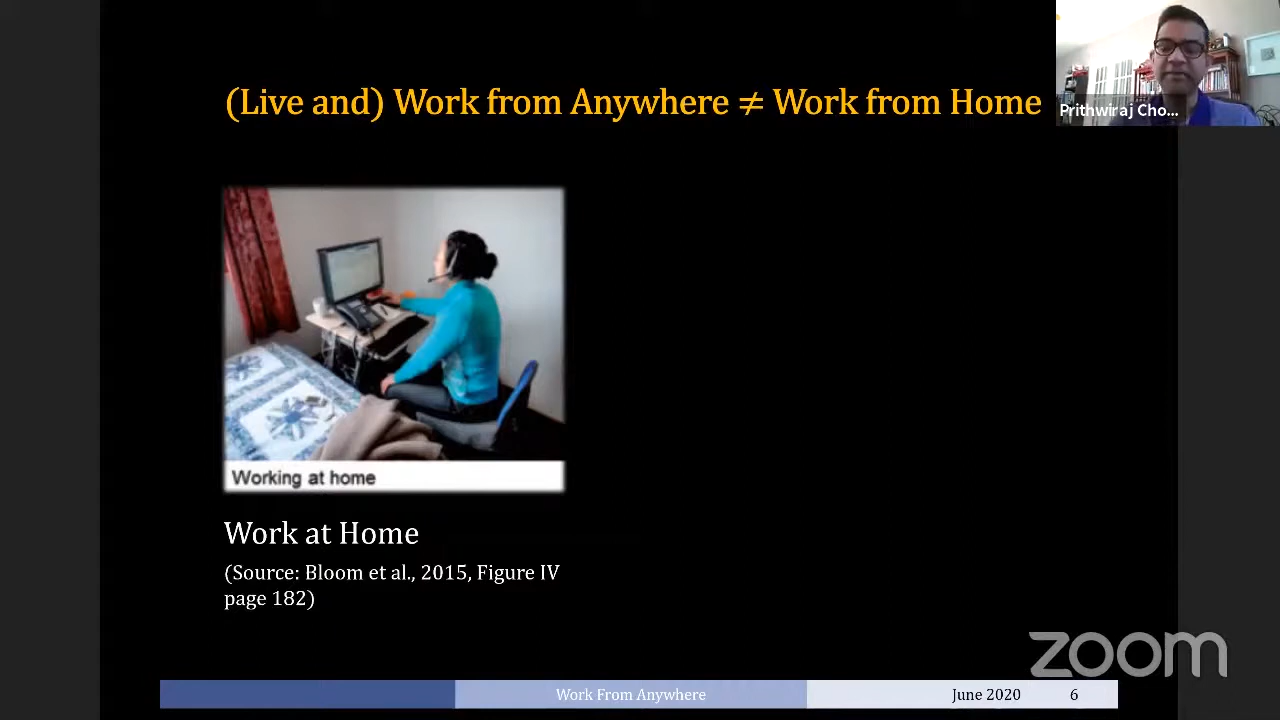 (Live and) Work from Anywhere ≠ Work from Home
Prithwiraj Cho...
Working at home
Work at Home
(Source: Bloom et al., 2015, Figure IV
page 182)
zoom
Work From Anywhere
June 2020
6